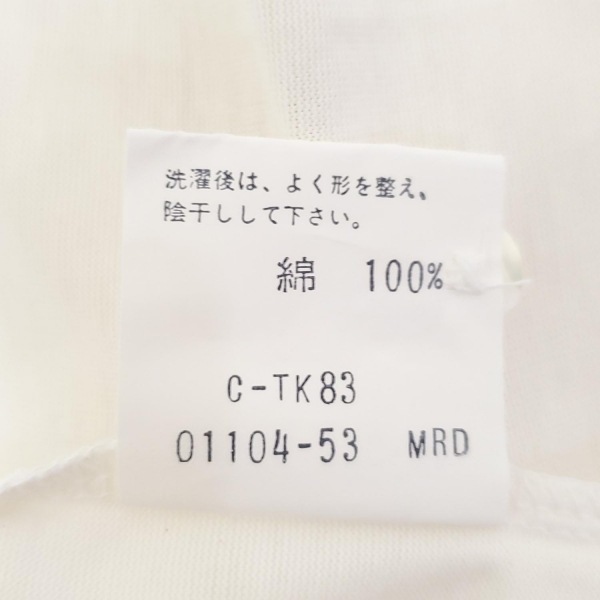 洗濯後は、よく形を整え、
陰干しして下さい。
綿 100%
C-TK83
01104-53 MRD